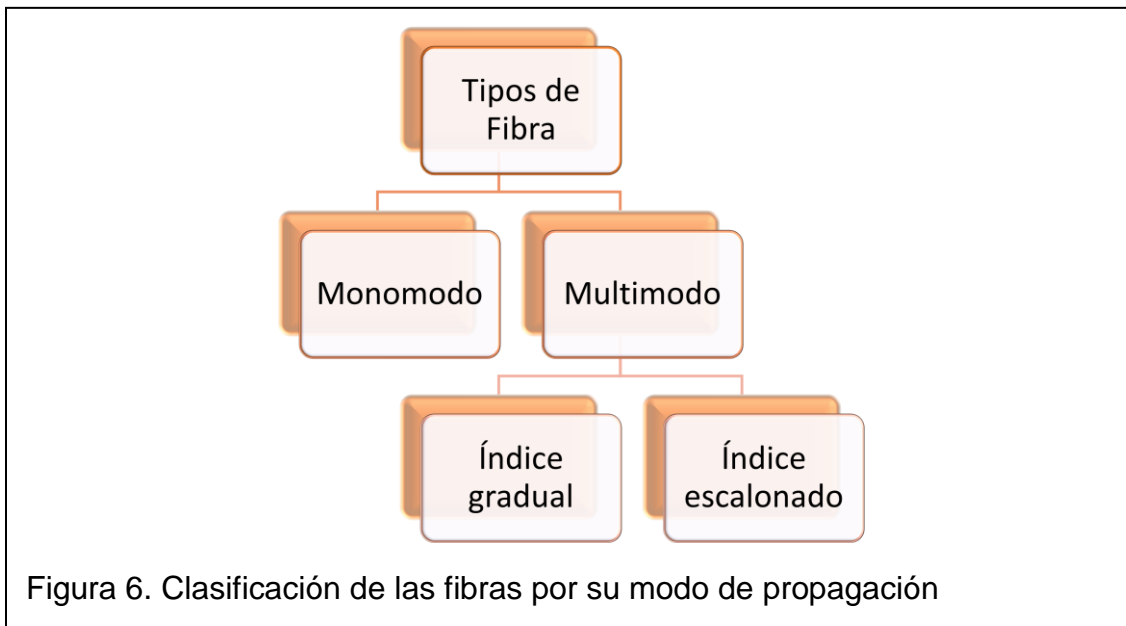 Tipos de
Fibra
Monomodo
Multimodo
Índice
gradual
Índice
escalonado
Figura 6. Clasificación de las fibras por su modo de propagación